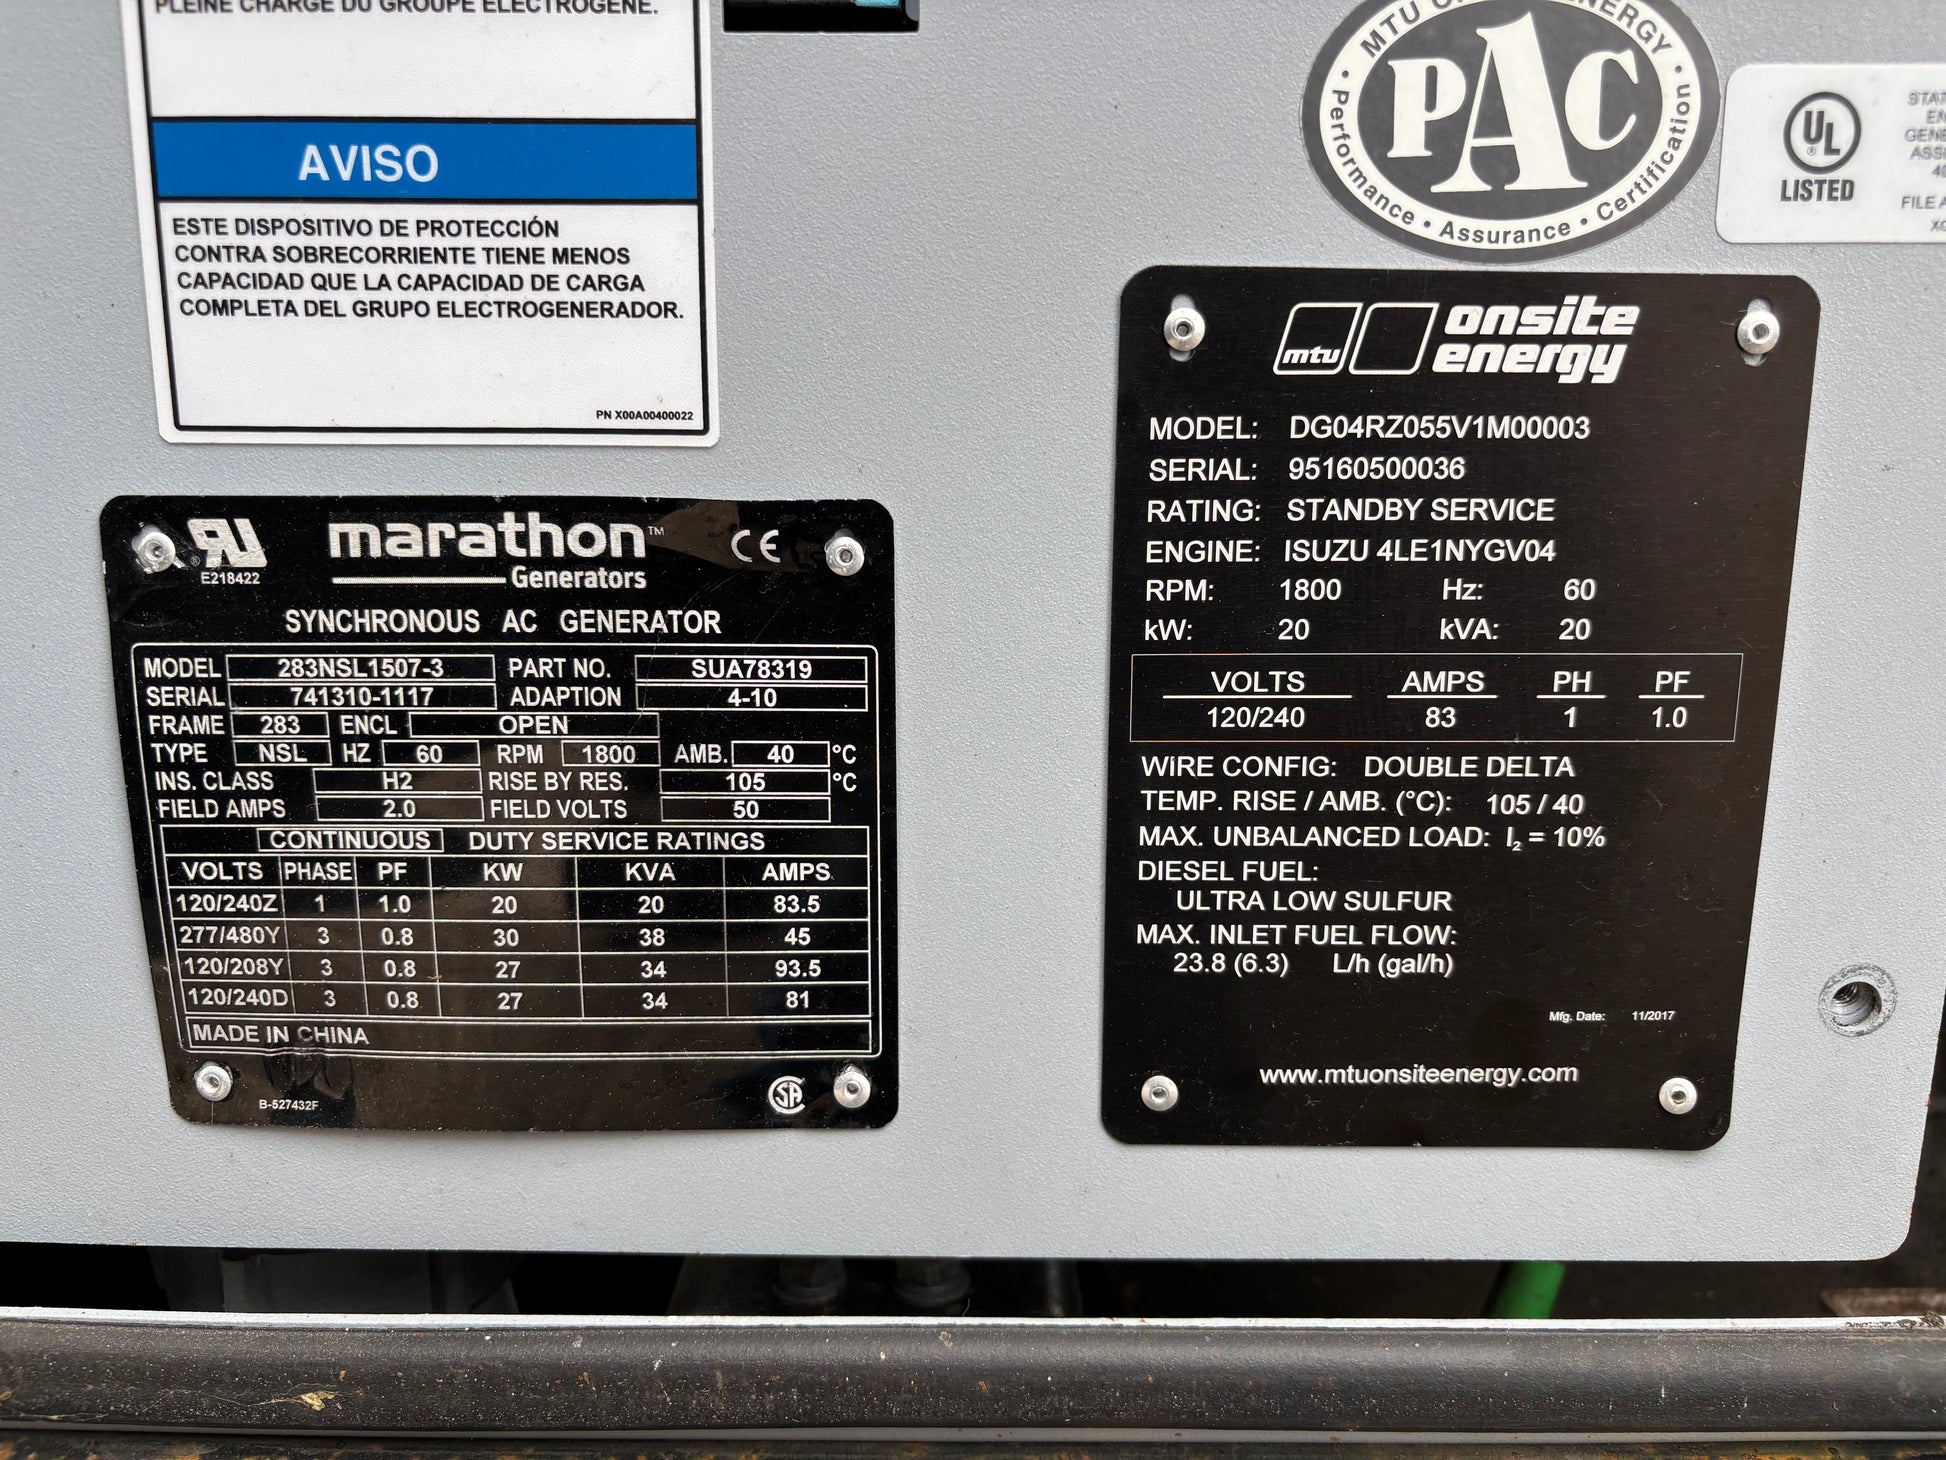 PLEINE CHARGE DU GROUPE ÉLECTROGÈNE.
AVISO
ESTE DISPOSITIVO DE PROTECCIÓN
CONTRA SOBRECORRIENTE TIENE MENOS
CAPACIDAD QUE LA CAPACIDAD DE CARGA
COMPLETA DEL GRUPO ELECTROGENERADOR.
PN X00A00400022
MTU ENERGY
PAC
Performance • Assurance • Certification
UL
®
LISTED
FILE
marathon™
Generators
CE
E218422
SYNCHRONOUS AC GENERATOR
MODEL 283NSL1507-3 PART NO. SUA78319
SERIAL 741310-1117 ADAPTION 4-10
FRAME 283 ENCL OPEN
TYPE NSL HZ 60 RPM 1800 AMB. 40 °C
INS. CLASS H2 RISE BY RES. 105 °C
FIELD AMPS 2.0 FIELD VOLTS 50
CONTINUOUS DUTY SERVICE RATINGS
VOLTS PHASE PF KW KVA AMPS
120/240Z 1 1.0 20 20 83.5
277/480Y 3 0.8 30 38 45
120/208Y 3 0.8 27 34 93.5
120/240D 3 0.8 27 34 81
MADE IN CHINA
B-527432F
mtu onsite energy
MODEL: DG04RZ055V1M00003
SERIAL: 95160500036
RATING: STANDBY SERVICE
ENGINE: ISUZU 4LE1NYGV04
RPM: 1800 Hz: 60
kW: 20 kVA: 20
VOLTS AMPS PH PF
120/240 83 1 1.0
WIRE CONFIG: DOUBLE DELTA
TEMP. RISE / AMB. (°C): 105 / 40
MAX. UNBALANCED LOAD: I₂ = 10%
DIESEL FUEL:
ULTRA LOW SULFUR
MAX. INLET FUEL FLOW:
23.8 (6.3) L/h (gal/h)
Mfg. Date: 11/2017
www.mtuonsiteenergy.com